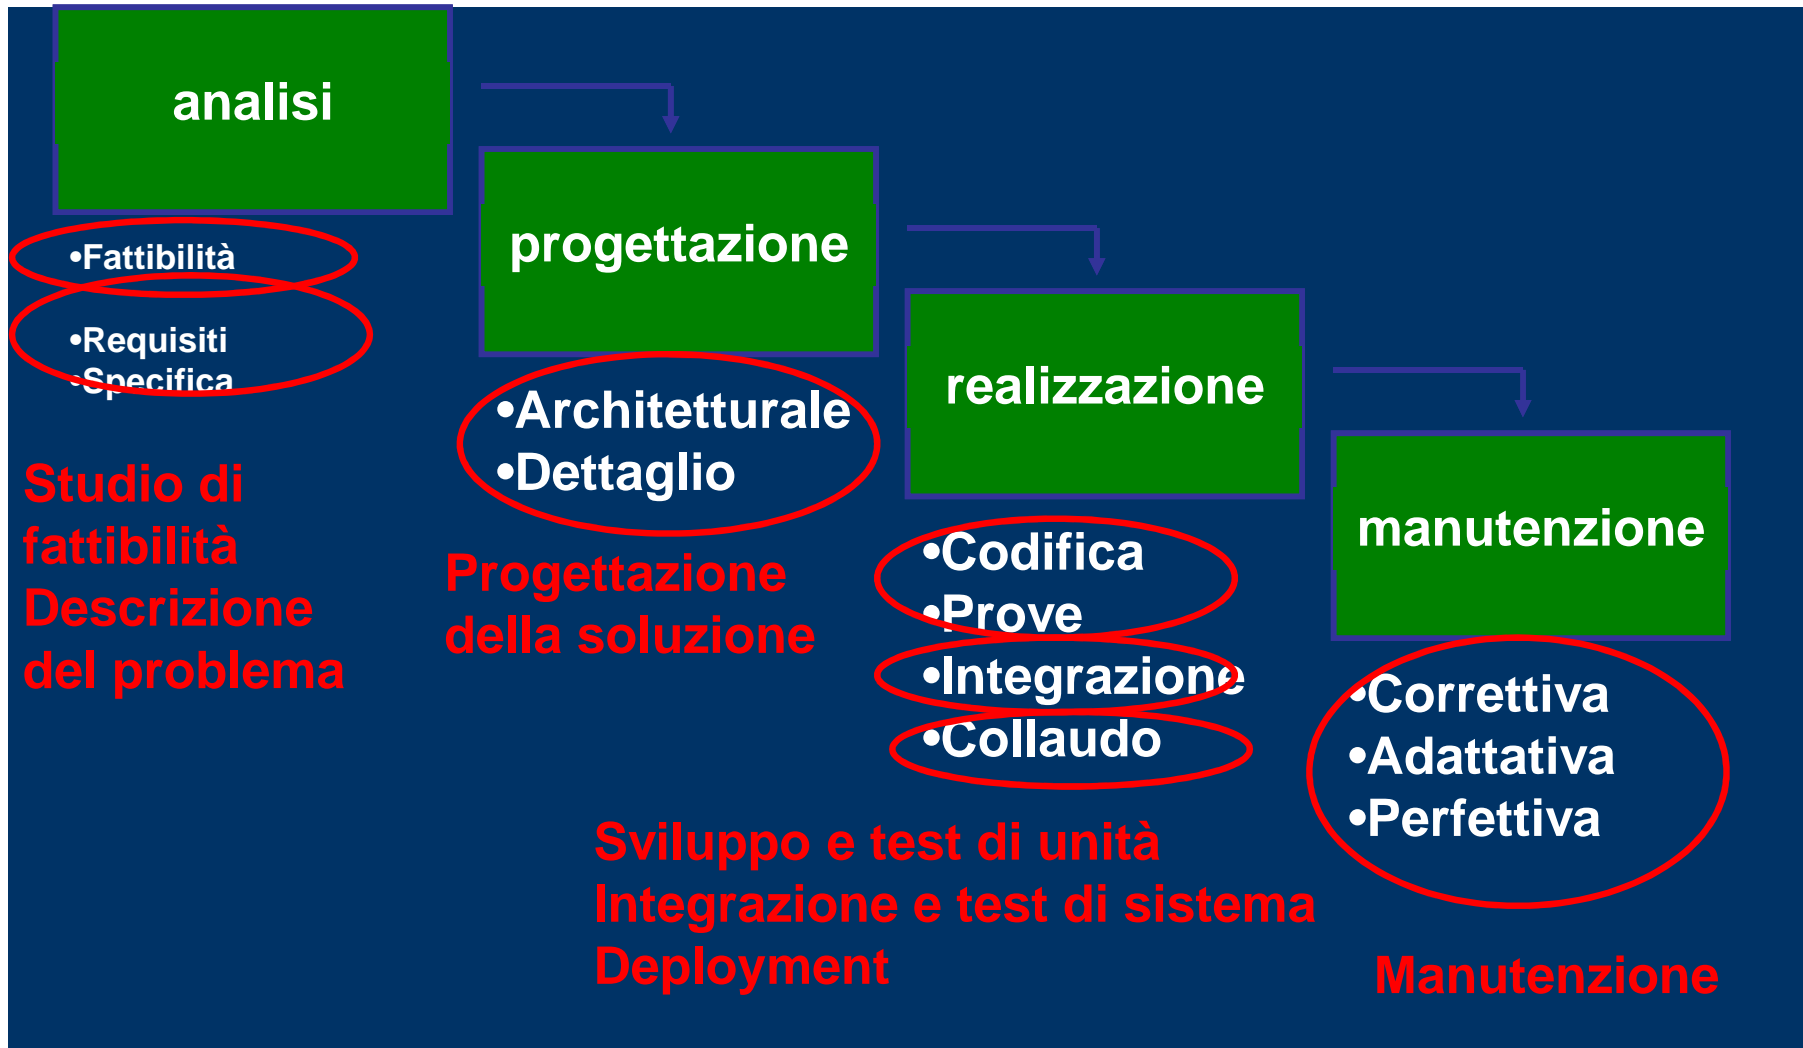 analisi
•Fattibilità
•Requisiti
•Specifica
Studio di
fattibilità
Descrizione
del problema
progettazione
•Architetturale
•Dettaglio
Progettazione
della soluzione
realizzazione
•Codifica
•Prove
•Integrazione
•Collaudo
Sviluppo e test di unità
Integrazione e test di sistema
Deployment
manutenzione
•Correttiva
•Adattativa
•Perfettiva
Manutenzione